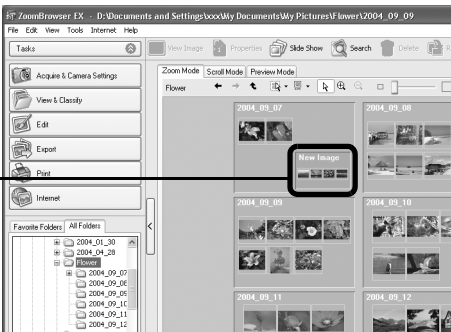 ZoomBrowser EX - D:\Documents and Settings\xxx\My Documents\My Pictures\Flower\2004_09_09
File Edit View Tools Internet Help
Tasks
View Image Properties Slide Show Search Delete
Acquire & Camera Settings
View & Classify
Edit
Export
Print
Internet
Zoom Mode Scroll Mode Preview Mode
Flower
2004_09_07 2004_09_08
New Image
2004_09_09 2004_09_10
2004_09_11 2004_09_12
Favorite Folders All Folders
2004_01_30
2004_04_28
Flower
2004_09_07
2004_09_08
2004_09_09
2004_09_10
2004_09_11
2004_09_12